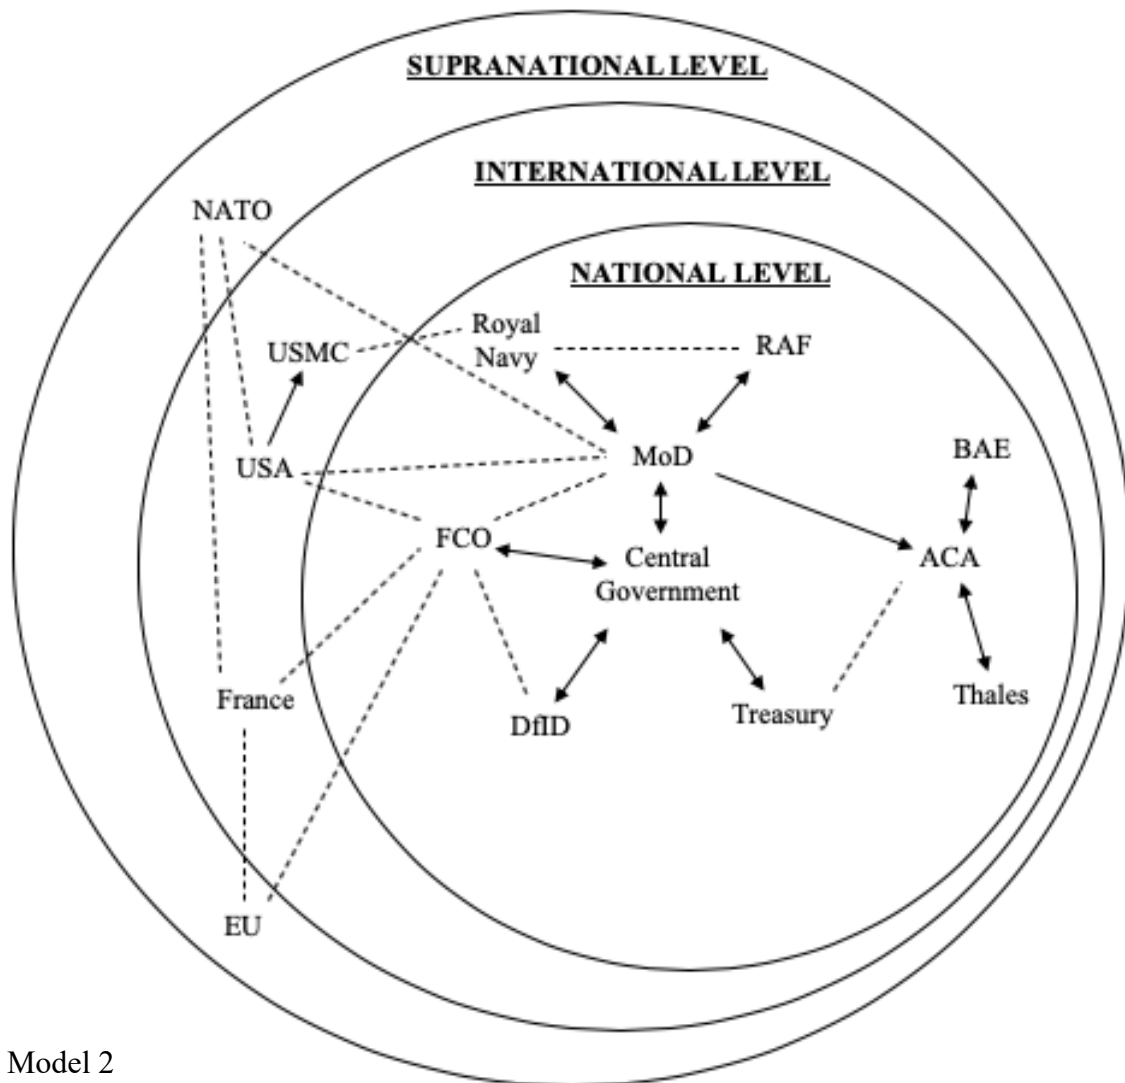 SUPRANATIONAL LEVEL
INTERNATIONAL LEVEL
NATO
NATIONAL LEVEL
Royal
Navy
RAF
USMC
BAE
MoD
USA
FCO
Central
Government
ACA
France
DfID
Treasury
Thales
EU
Model 2